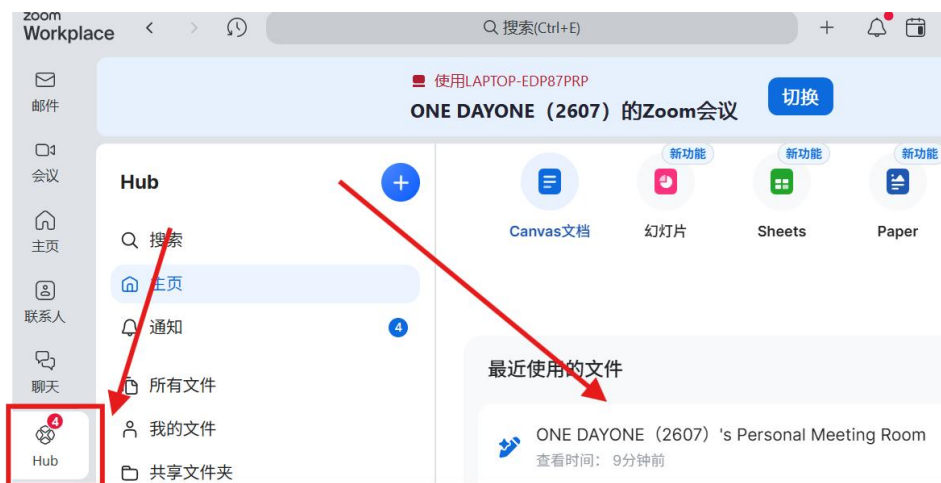 zoom
Workplace
搜索(Ctrl+E)
邮件
会议
主页
联系人
聊天
4
Hub
使用LAPTOP-EDP87PRP
ONE DAYONE（2607）的Zoom会议
切换
Hub
搜索
主页
通知
4
所有文件
我的文件
共享文件夹
新功能
新功能
新功能
Canvas文档
幻灯片
Sheets
Paper
最近使用的文件
ONE DAYONE（2607）'s Personal Meeting Room
查看时间： 9分钟前